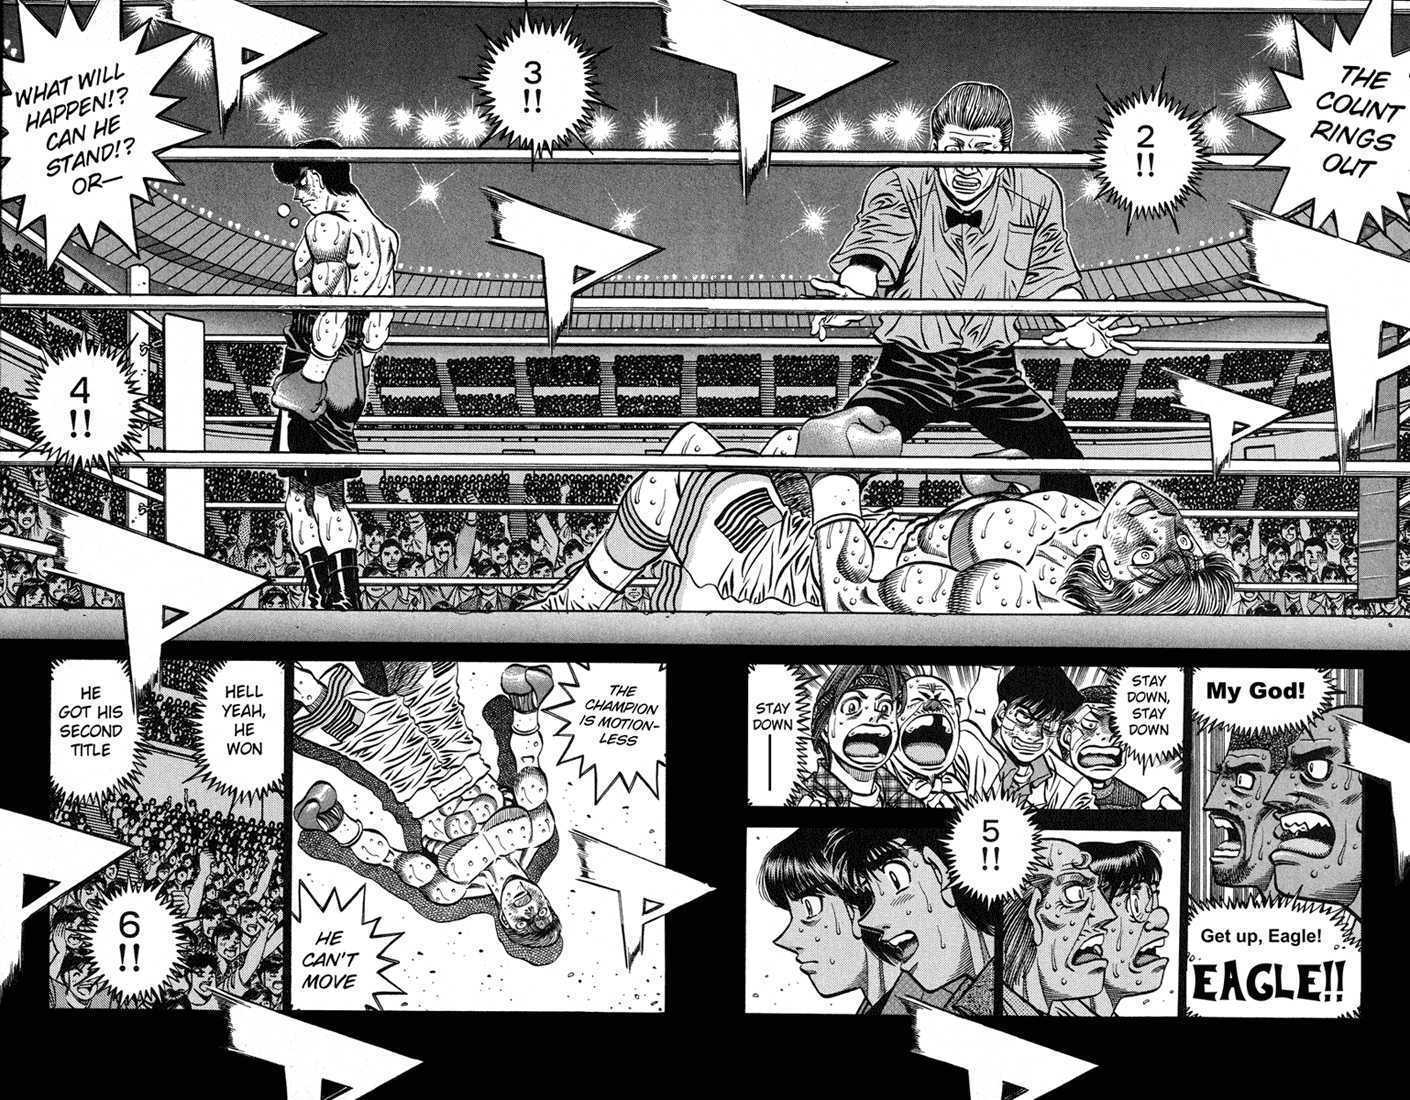 THE
COUNT
RINGS
OUT
2
!!
3
!!
WHAT WILL
HAPPEN!?
CAN HE
STAND!?
OR—
4
!!
My God!
Get up, Eagle!
EAGLE!!
STAY
DOWN,
STAY
DOWN
STAY
DOWN—
5
!!
THE
CHAMPION
IS MOTION-
LESS
HE
CAN'T
MOVE
HELL
YEAH,
HE
WON
HE
GOT HIS
SECOND
TITLE
6
!!